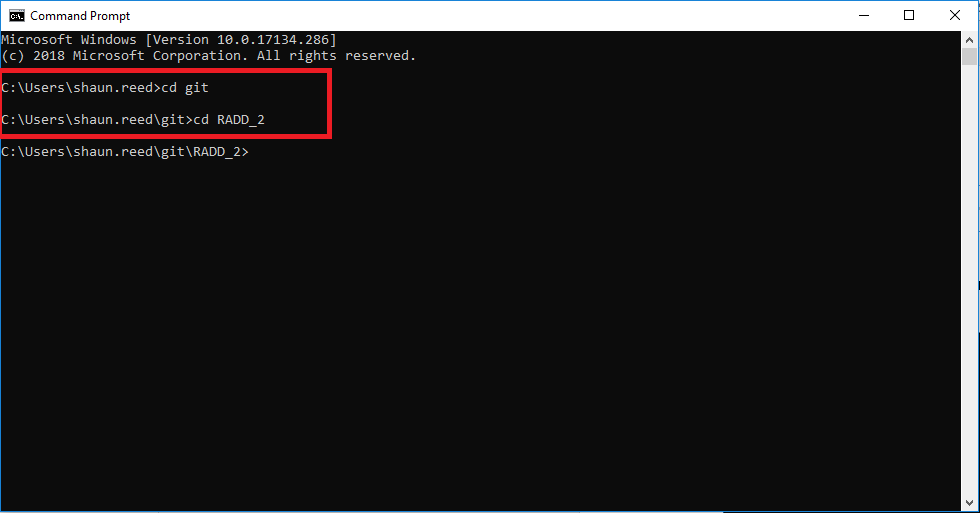 Command Prompt
Microsoft Windows [Version 10.0.17134.286]
(c) 2018 Microsoft Corporation. All rights reserved.
C:\Users\shaun.reed>cd git
C:\Users\shaun.reed\git>cd RADD_2
C:\Users\shaun.reed\git\RADD_2>